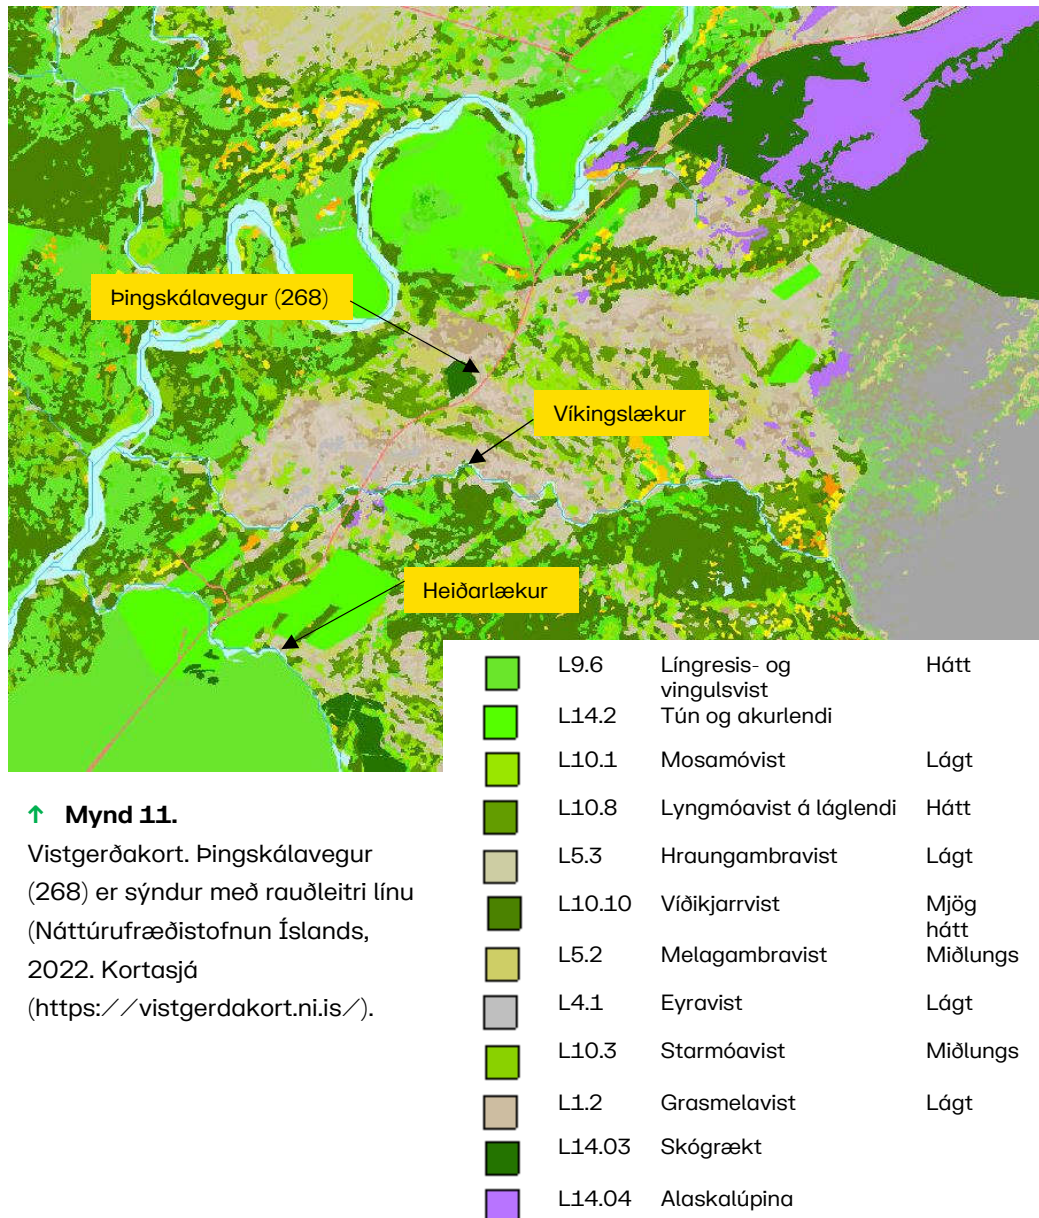 Þingskálavegur (268)
Víkingslækur
Heiðarlækur
L9.6 Língresis- og vingulsvist Hátt
L14.2 Tún og akurlendi
L10.1 Mosamóvist Lágt
L10.8 Lyngmóavist á láglendi Hátt
L5.3 Hraungambravist Lágt
L10.10 Víðikjarrvist Mjög hátt
L5.2 Melagambravist Miðlungs
L4.1 Eyravist Lágt
L10.3 Starmóavist Miðlungs
L1.2 Grasmelavist Lágt
L14.03 Skógrækt
L14.04 Alaskalúpina
↑ Mynd 11.
Vistgerðakort. Þingskálavegur
(268) er sýndur með rauðleitri línu
(Náttúrufræðistofnun Íslands,
2022. Kortasjá
(https://vistgerdakort.ni.is/).